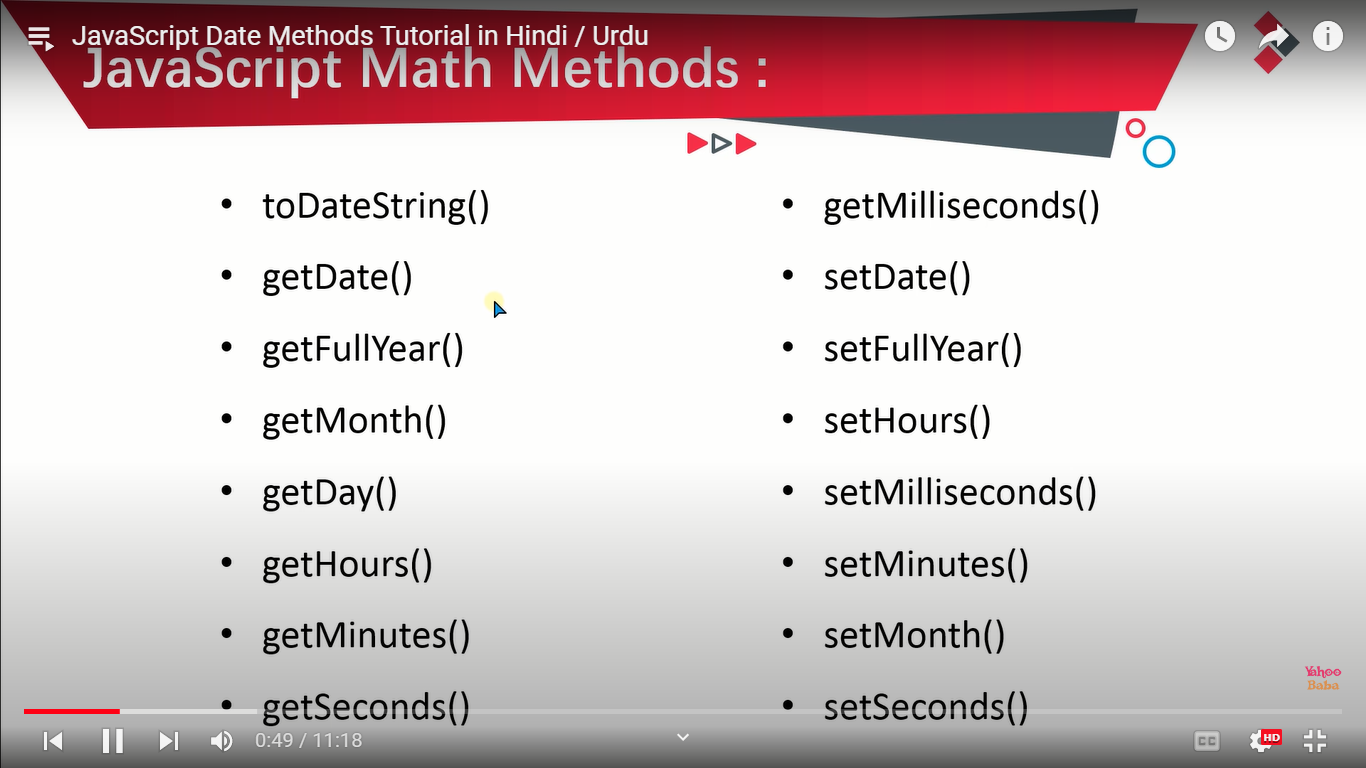 JavaScript Date Methods Tutorial in Hindi / Urdu
JavaScript Math Methods :
• toDateString()
• getDate()
• getFullYear()
• getMonth()
• getDay()
• getHours()
• getMinutes()
• getSeconds()
• getMilliseconds()
• setDate()
• setFullYear()
• setHours()
• setMilliseconds()
• setMinutes()
• setMonth()
• setSeconds()
Yahoo
Baba
0:49 / 11:18
CC
HD